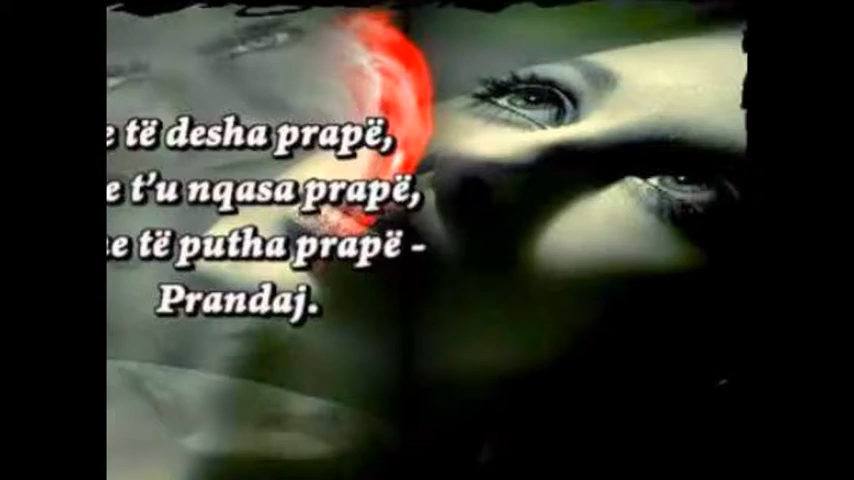 të desha prapë,
t'u nqasa prapë,
të putha prapë -
Prandaj.